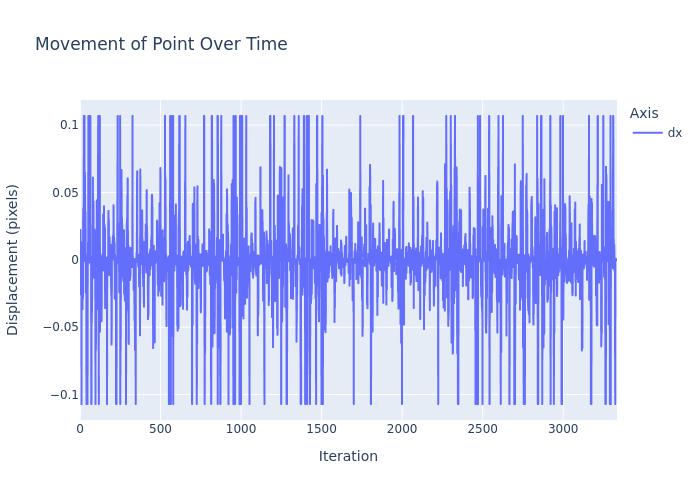 Movement of Point Over Time
Axis
dx
Displacement (pixels)
0.1
0.05
0
−0.05
−0.1
0 500 1000 1500 2000 2500 3000
Iteration